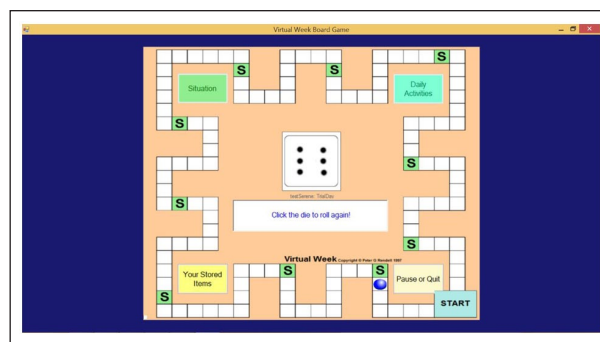 Virtual Week Board Game
S
S
S
Situation
Daily
Activities
S
S
S
S
Click the die to roll again!
Virtual Week Copyright © Peter G Rendell 1997
S
S
Your Stored
Items
Pause or Quit
S
START